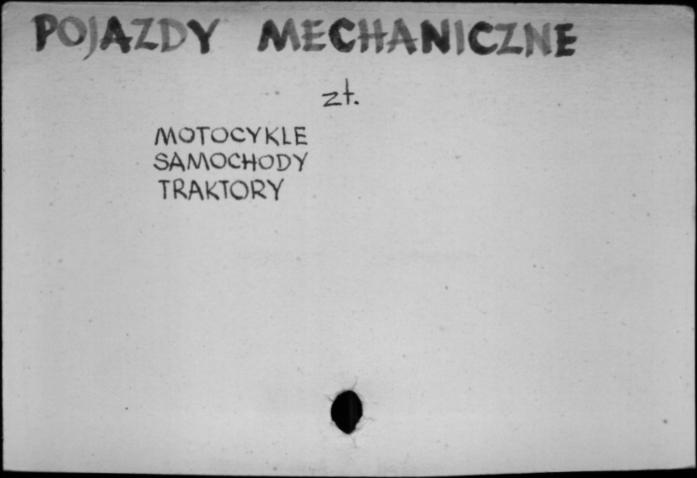 POJAZDY MECHANICZNE
zł.
MOTOCYKLE
SAMOCHODY
TRAKTORY